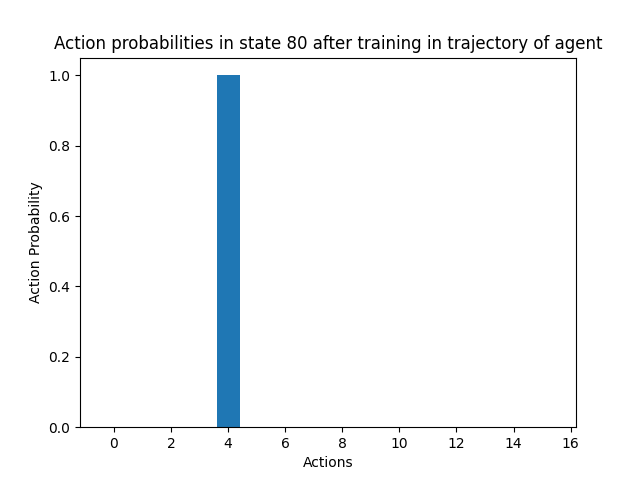 Action probabilities in state 80 after training in trajectory of agent
1.0
0.8
0.6
0.4
0.2
0.0
Action Probability
0 2 4 6 8 10 12 14 16
Actions